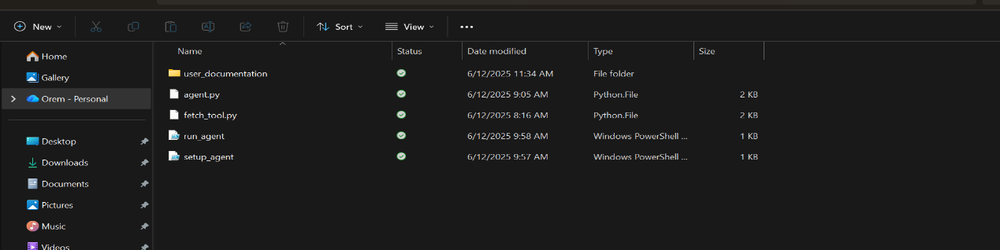 New Sort View
Name Status Date modified Type Size
Home
Gallery
Orem - Personal
Desktop
Downloads
Documents
Pictures
Music
Videos
user_documentation 6/12/2025 11:34 AM File folder
agent.py 6/12/2025 9:05 AM Python.File 2 KB
fetch_tool.py 6/12/2025 8:16 AM Python.File 2 KB
run_agent 6/12/2025 9:58 AM Windows PowerShell ... 1 KB
setup_agent 6/12/2025 9:57 AM Windows PowerShell ... 1 KB